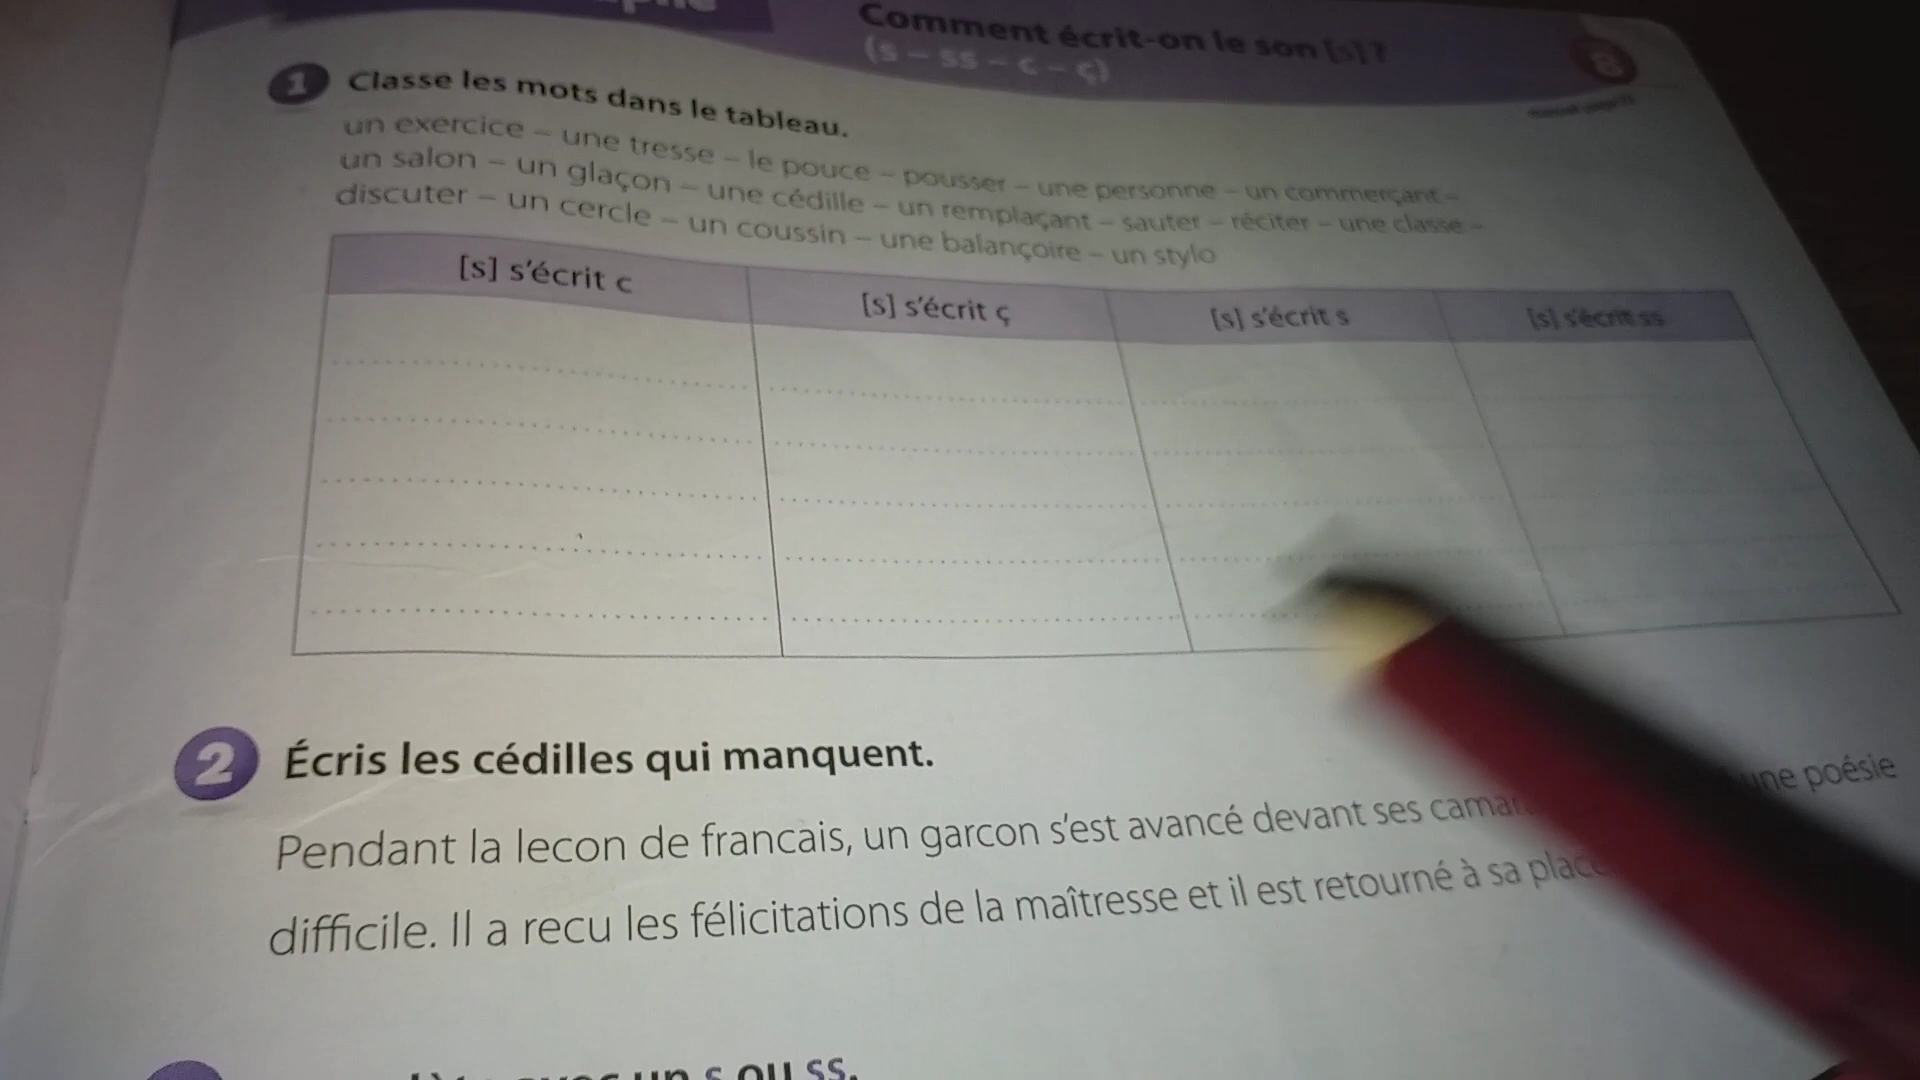 Comment écrit-on le son [s] ?
(s – ss – c – ç)
8
1 Classe les mots dans le tableau.
un exercice – une tresse – le pouce – pousser – une personne – un commerçant –
un salon – un glaçon – une cédille – un remplaçant – sauter – réciter – une classe –
discuter – un cercle – un coussin – une balançoire – un stylo
[s] s'écrit c [s] s'écrit ç [s] s'écrit s [s] s'écrit ss
2 Écris les cédilles qui manquent.
Pendant la lecon de francais, un garcon s'est avancé devant ses une poésie
difficile. Il a recu les félicitations de la maîtresse et il est retourné à sa
un s ou ss.